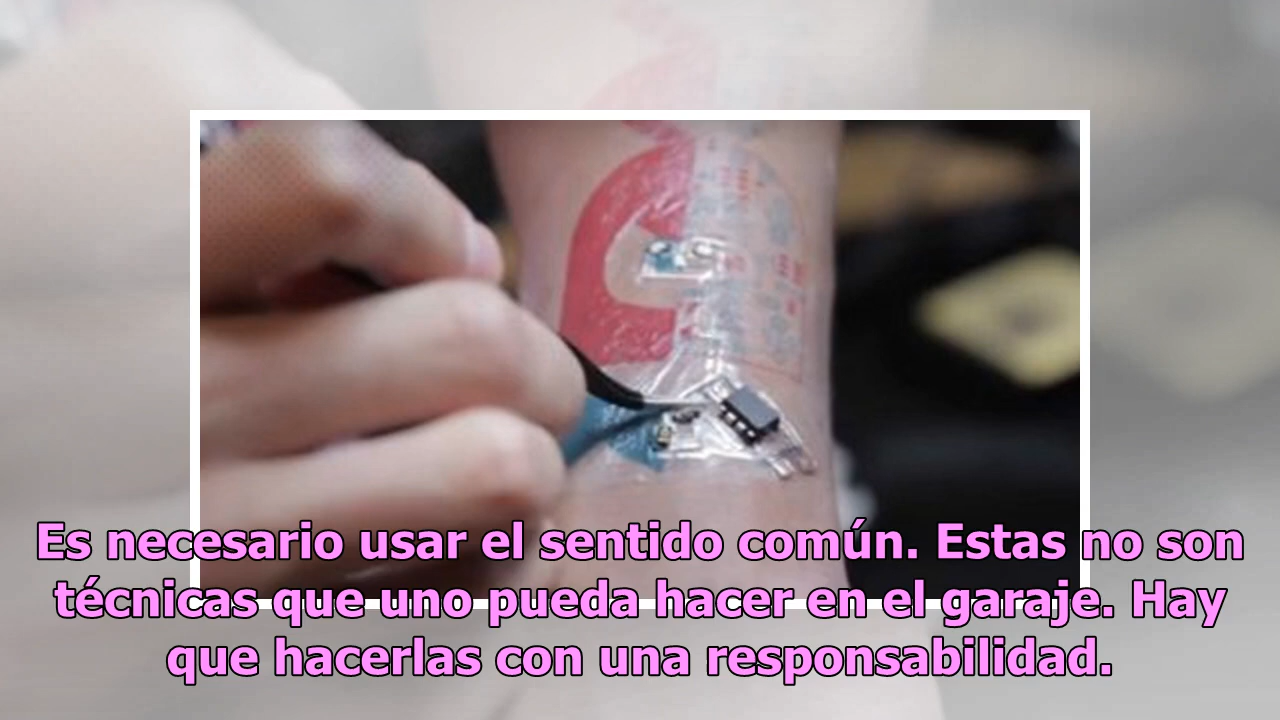 Es necesario usar el sentido común. Estas no son
técnicas que uno pueda hacer en el garaje. Hay
que hacerlas con una responsabilidad.